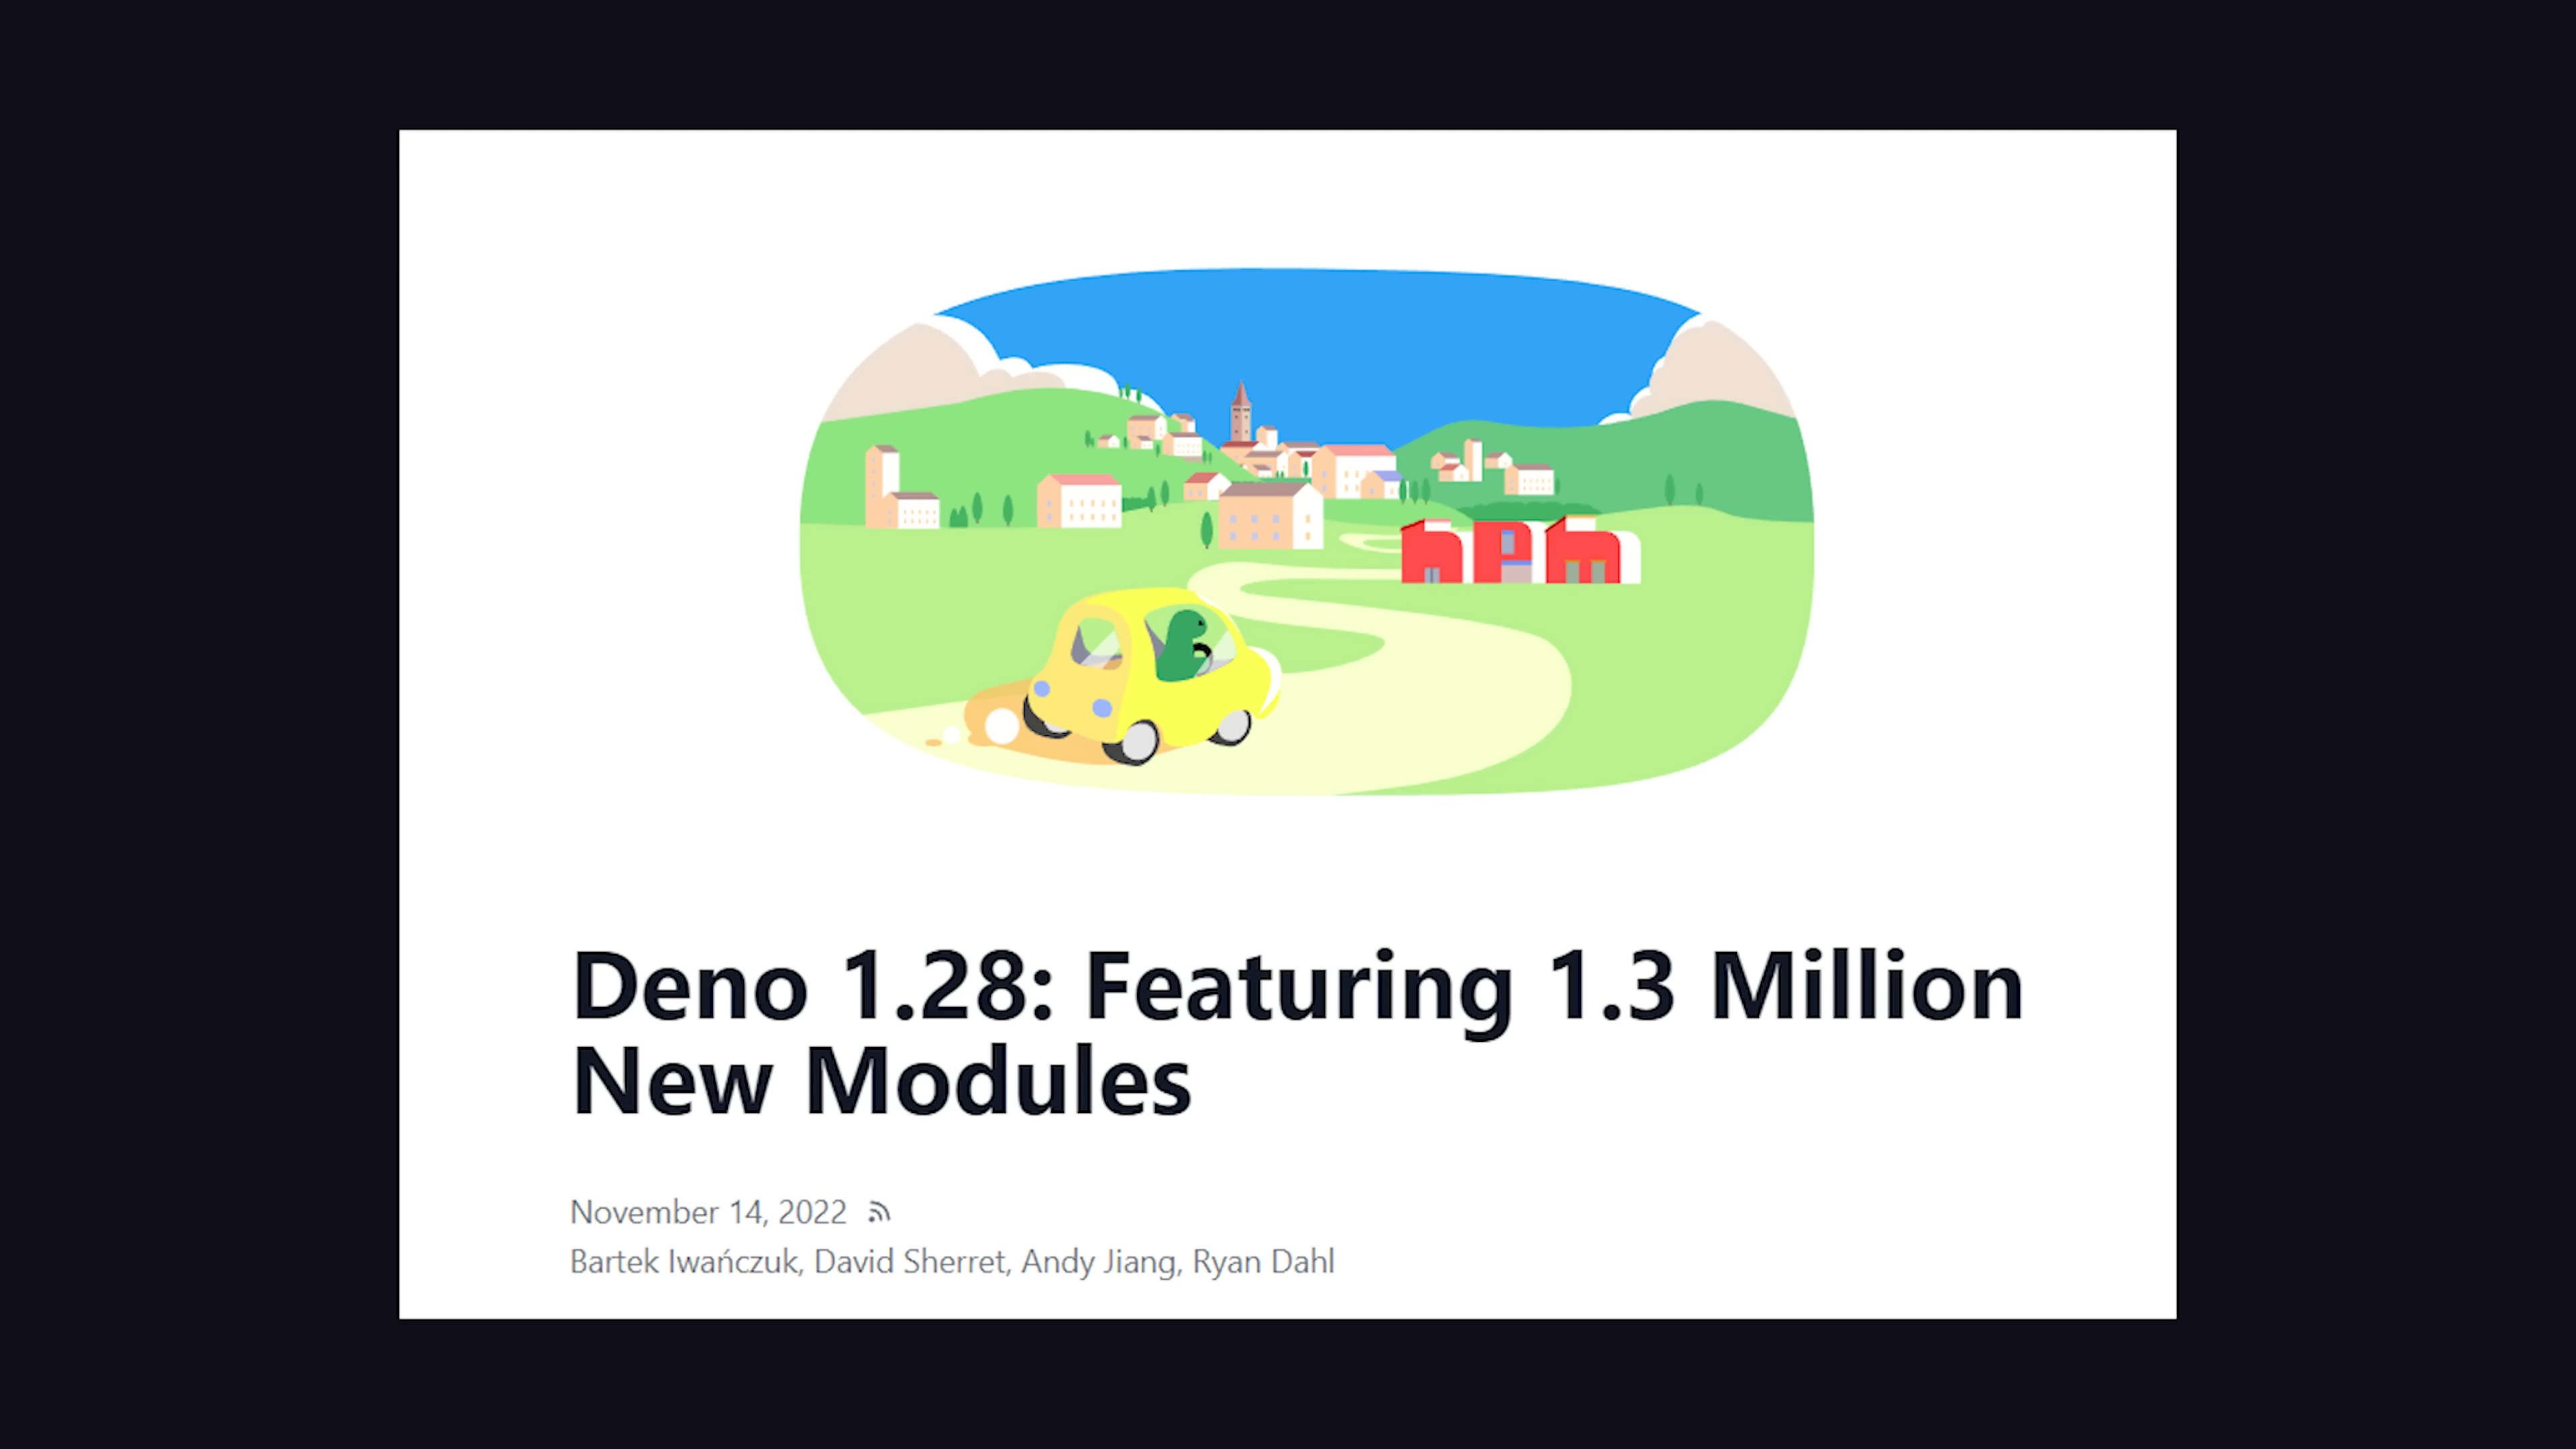 npm
Deno 1.28: Featuring 1.3 Million
New Modules
November 14, 2022
Bartek Iwańczuk, David Sherret, Andy Jiang, Ryan Dahl